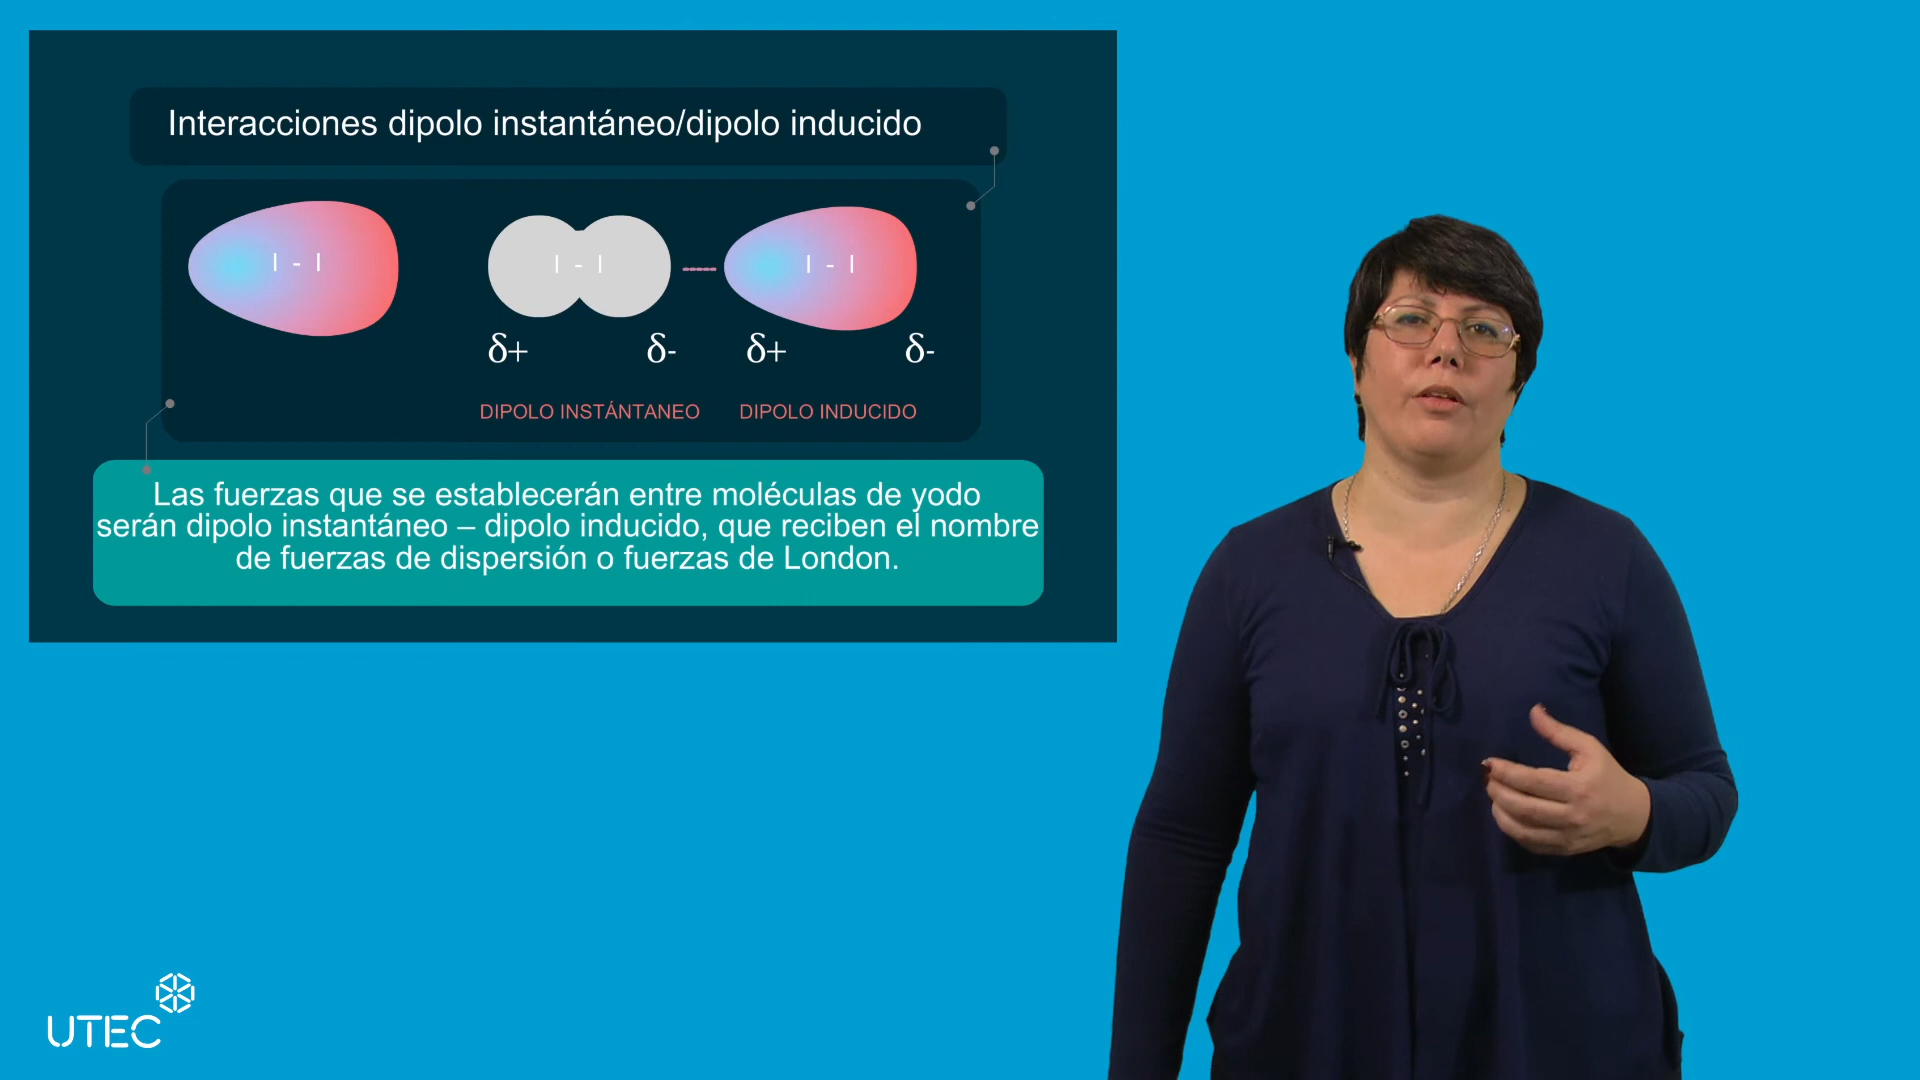 Interacciones dipolo instantáneo/dipolo inducido
I - I
I - I
I - I
δ+ δ- δ+ δ-
DIPOLO INSTÁNTANEO DIPOLO INDUCIDO
Las fuerzas que se establecerán entre moléculas de yodo
serán dipolo instantáneo – dipolo inducido, que reciben el nombre
de fuerzas de dispersión o fuerzas de London.
UTEC